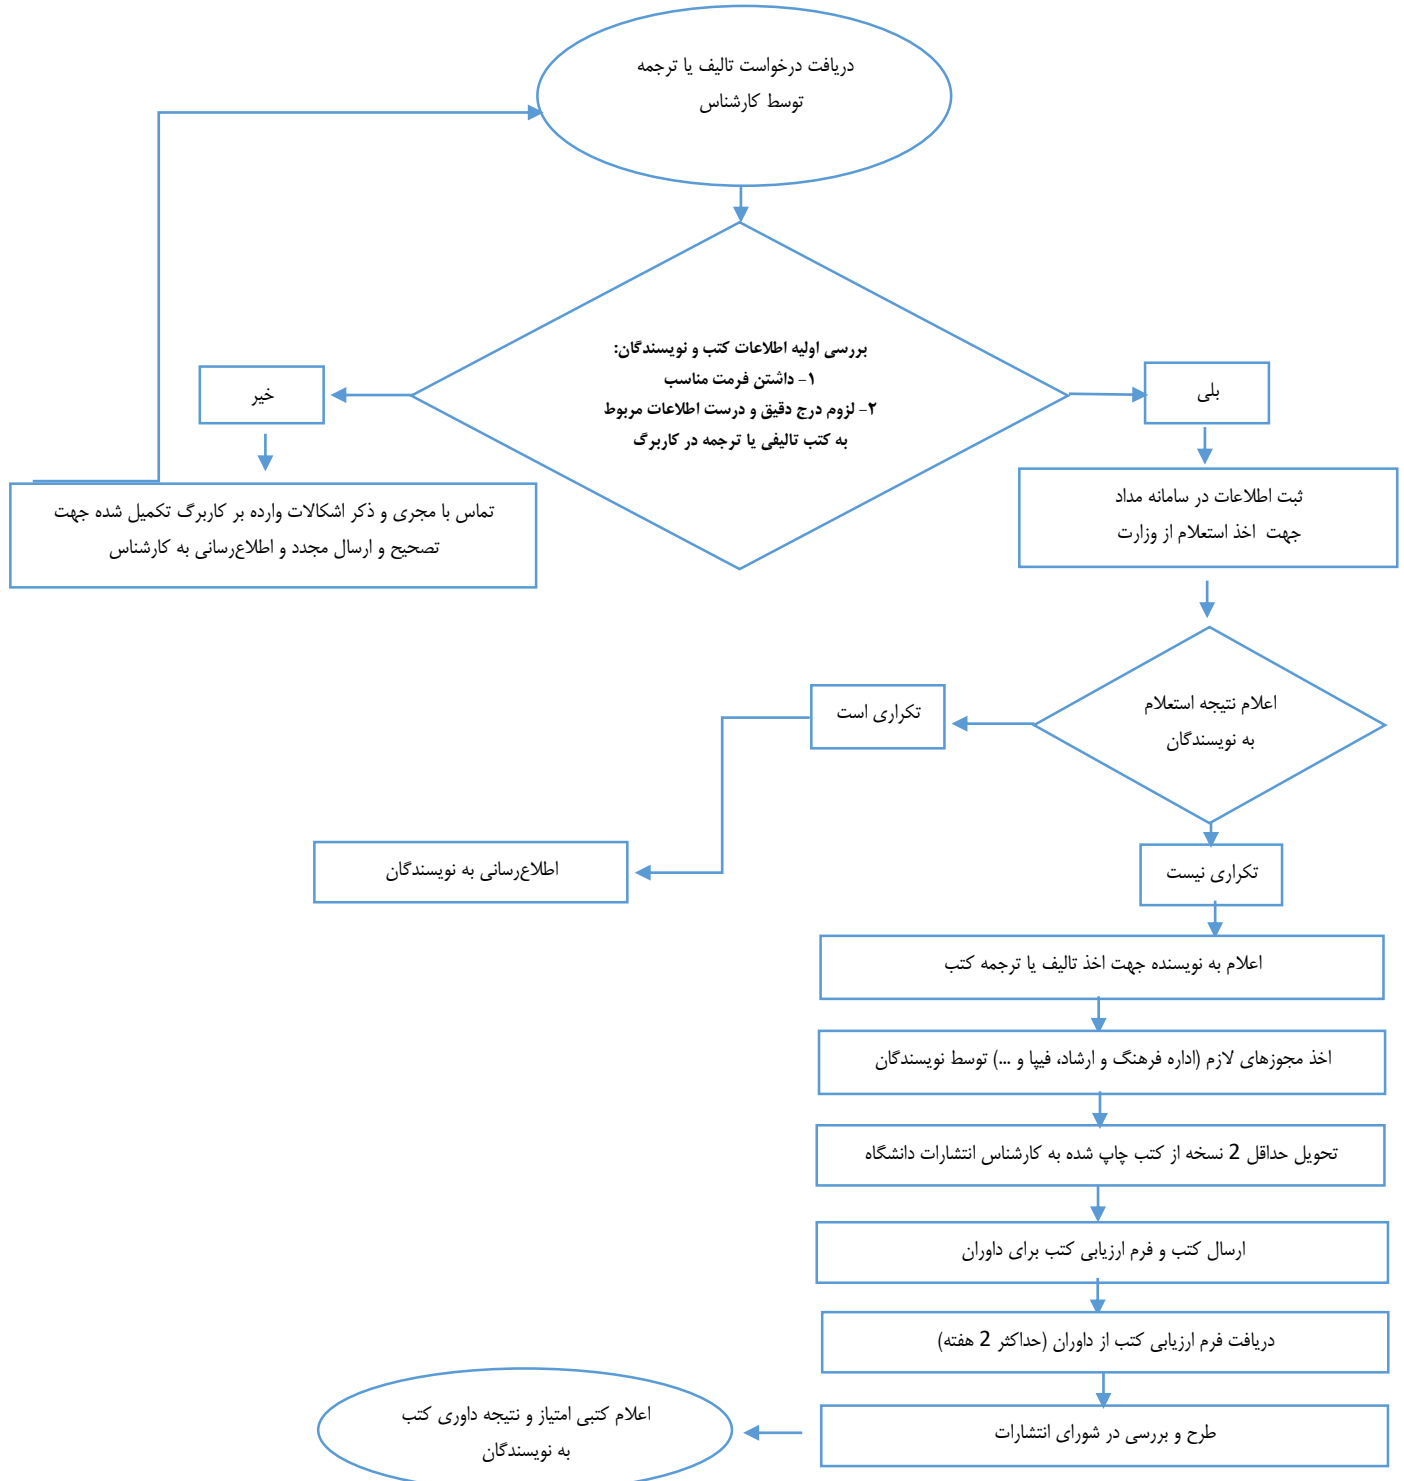 دریافت درخواست تالیف یا ترجمه
توسط کارشناس
بررسی اولیه اطلاعات کتب و نویسندگان:
۱- داشتن فرمت مناسب
۲- لزوم درج دقیق و درست اطلاعات مربوط
به کتب تالیفی یا ترجمه در کاربرگ
بلی
خیر
ثبت اطلاعات در سامانه مداد
جهت اخذ استعلام از وزارت
تماس با مجری و ذکر اشکالات وارده بر کاربرگ تکمیل شده جهت
تصحیح و ارسال مجدد و اطلاع‌رسانی به کارشناس
اعلام نتیجه استعلام
به نویسندگان
تکراری است
اطلاع‌رسانی به نویسندگان
تکراری نیست
اعلام به نویسنده جهت اخذ تالیف یا ترجمه کتب
اخذ مجوزهای لازم (اداره فرهنگ و ارشاد، فیپا و ...) توسط نویسندگان
تحویل حداقل 2 نسخه از کتب چاپ شده به کارشناس انتشارات دانشگاه
ارسال کتب و فرم ارزیابی کتب برای داوران
دریافت فرم ارزیابی کتب از داوران (حداکثر 2 هفته)
طرح و بررسی در شورای انتشارات
اعلام کتبی امتیاز و نتیجه داوری کتب
به نویسندگان